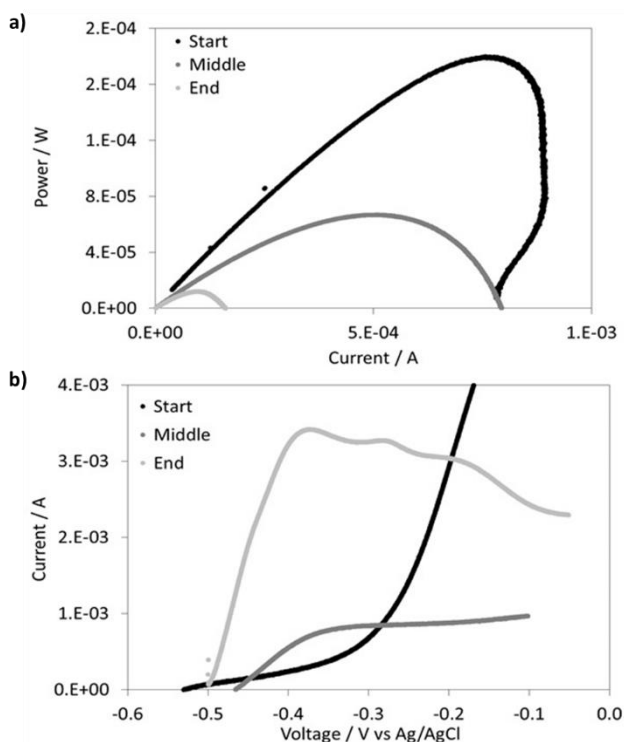 a)
2.E-04
Start
Middle
2.E-04
End
1.E-04
Power / W
8.E-05
4.E-05
0.E+00
0.E+00
5.E-04
1.E-03
Current / A
b)
4.E-03
Start
Middle
3.E-03
End
Current / A
2.E-03
1.E-03
0.E+00
-0.6
-0.5
-0.4
-0.3
-0.2
-0.1
0.0
Voltage / V vs Ag/AgCl